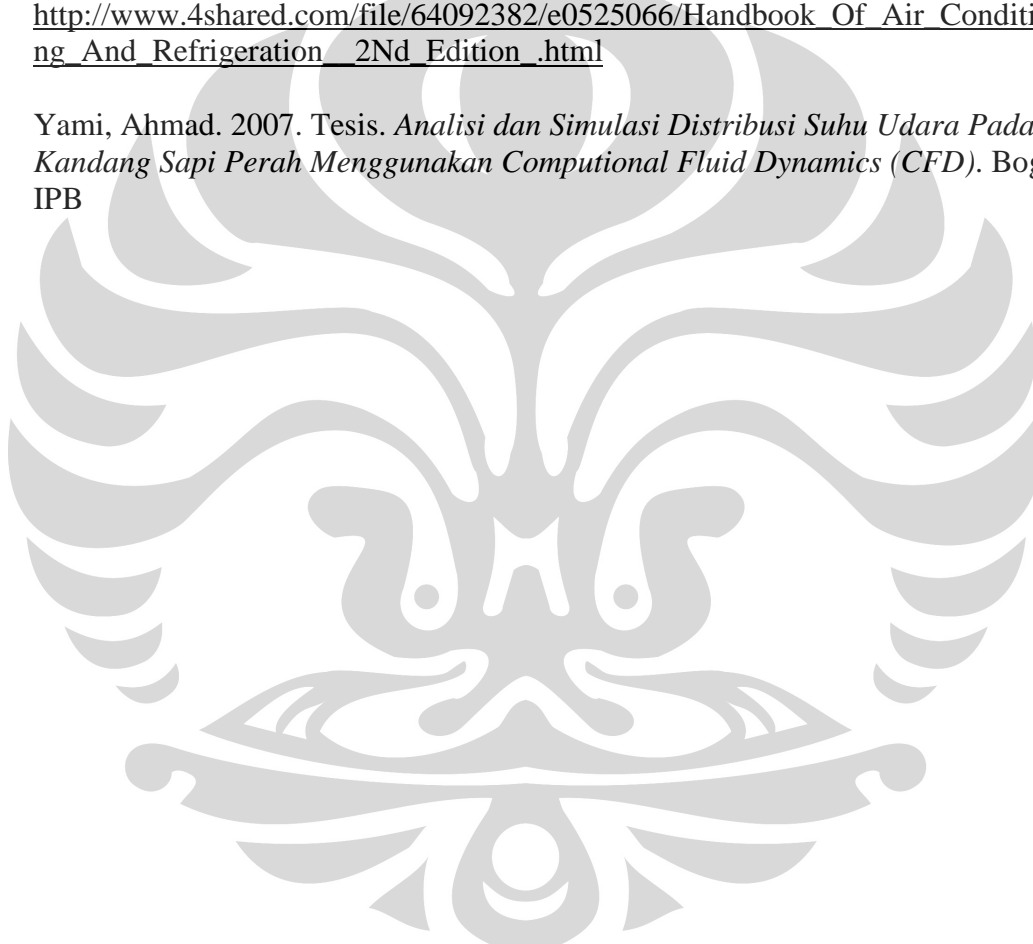 http://www.4shared.com/file/64092382/e0525066/Handbook_Of_Air_Conditi
ng_And_Refrigeration__2Nd_Edition_.html
Yami, Ahmad. 2007. Tesis. Analisi dan Simulasi Distribusi Suhu Udara Pada
Kandang Sapi Perah Menggunakan Computional Fluid Dynamics (CFD). Bog
IPB